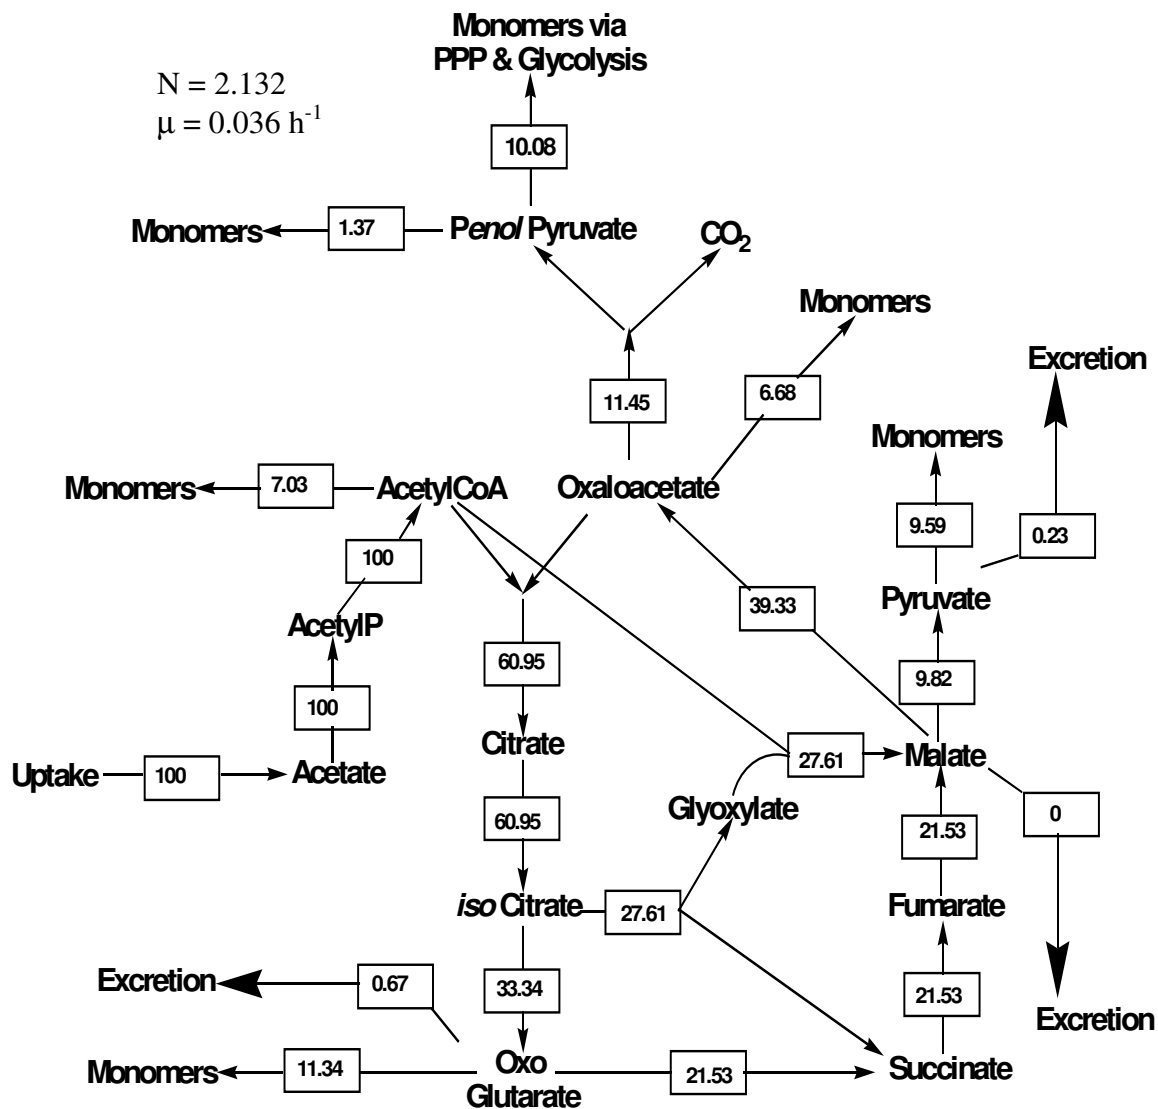 Monomers via
PPP & Glycolysis
N = 2.132
μ = 0.036 h-1
10.08
Monomers
1.37
Penol Pyruvate
CO2
Monomers
Excretion
11.45
6.68
Monomers
Monomers
7.03
AcetylCoA
Oxaloacetate
9.59
0.23
100
AcetylP
39.33
Pyruvate
60.95
9.82
100
Citrate
27.61
Malate
Uptake
100
Acetate
Glyoxylate
0
60.95
21.53
iso Citrate
27.61
Fumarate
Excretion
0.67
33.34
21.53
Excretion
Monomers
11.34
Oxo
Glutarate
21.53
Succinate